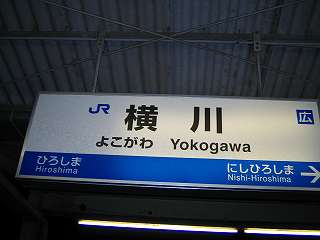 JR 横川 広
よこがわ Yokogawa
ひろしま にしひろしま
Hiroshima Nishi-Hiroshima